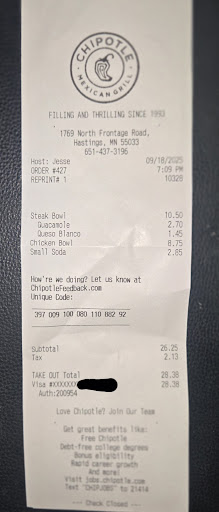 CHIPOTLE
MEXICAN GRILL
FILLING AND THRILLING SINCE 1993
1769 North Frontage Road,
Hastings, MN 55033
651-437-3196
Host: Jesse 09/18/2025
ORDER #427 7:09 PM
REPRINT# 1 10328
Steak Bowl 10.50
Guacamole 2.70
Queso Blanco 1.45
Chicken Bowl 8.75
Small Soda 2.85
How're we doing? Let us know at
ChipotleFeedback.com
Unique Code:
397 009 100 080 110 882 92
Subtotal 26.25
Tax 2.13
TAKE OUT Total 28.38
Visa #XXXXXXX 28.38
Auth:200954
Love Chipotle? Join Our Team
Get great benefits like:
Free Chipotle
Debt-free college degrees
Bonus eligibility
Rapid career growth
And more!
Visit jobs.chipotle.com
Text "CHIPJOBS" to 21414
--- Check Closed ---